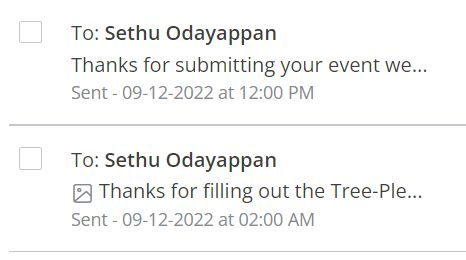 To: Sethu Odayappan
Thanks for submitting your event we...
Sent - 09-12-2022 at 12:00 PM
To: Sethu Odayappan
Thanks for filling out the Tree-Ple...
Sent - 09-12-2022 at 02:00 AM